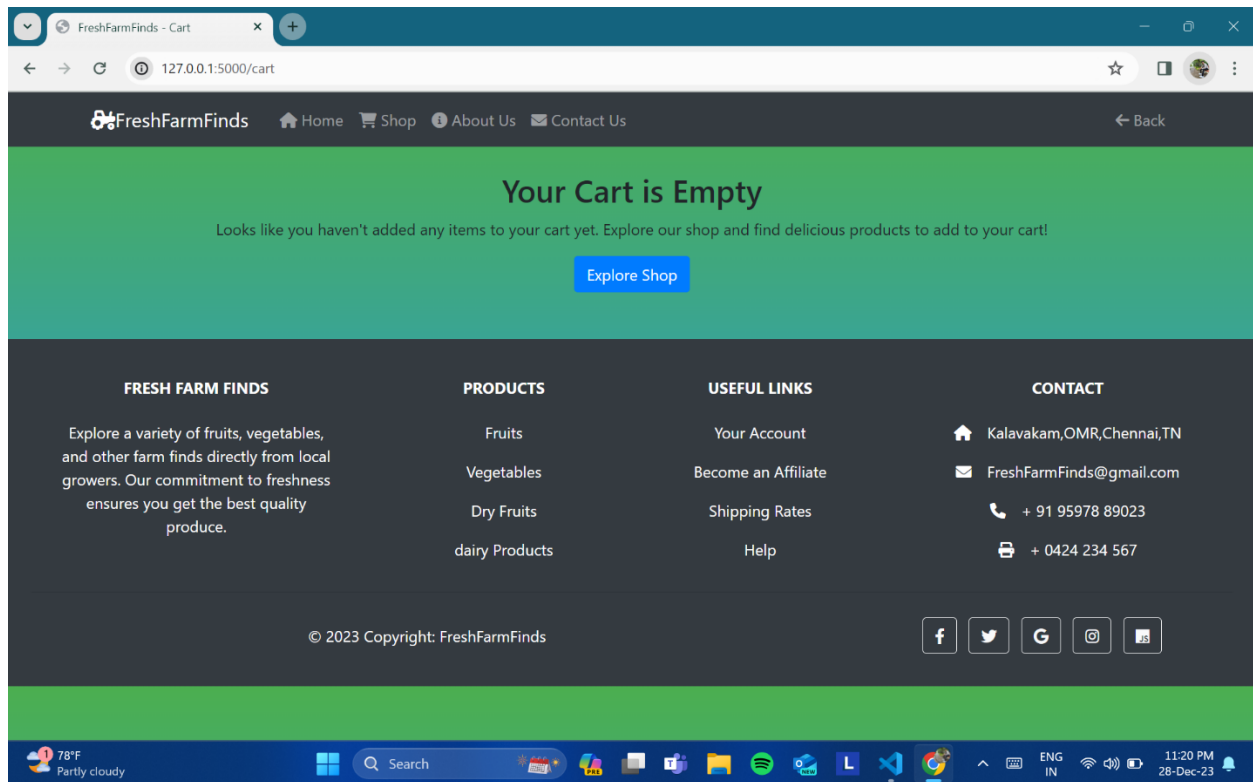 FreshFarmFinds - Cart
127.0.0.1:5000/cart
FreshFarmFinds Home Shop About Us Contact Us Back
Your Cart is Empty
Looks like you haven't added any items to your cart yet. Explore our shop and find delicious products to add to your cart!
Explore Shop
FRESH FARM FINDS
Explore a variety of fruits, vegetables,
and other farm finds directly from local
growers. Our commitment to freshness
ensures you get the best quality
produce.
PRODUCTS
Fruits
Vegetables
Dry Fruits
dairy Products
USEFUL LINKS
Your Account
Become an Affiliate
Shipping Rates
Help
CONTACT
Kalavakam,OMR,Chennai,TN
FreshFarmFinds@gmail.com
+ 91 95978 89023
+ 0424 234 567
© 2023 Copyright: FreshFarmFinds
f G JS
1 78°F
Partly cloudy
Search
PRE
NEW
L
ENG
IN
11:20 PM
28-Dec-23